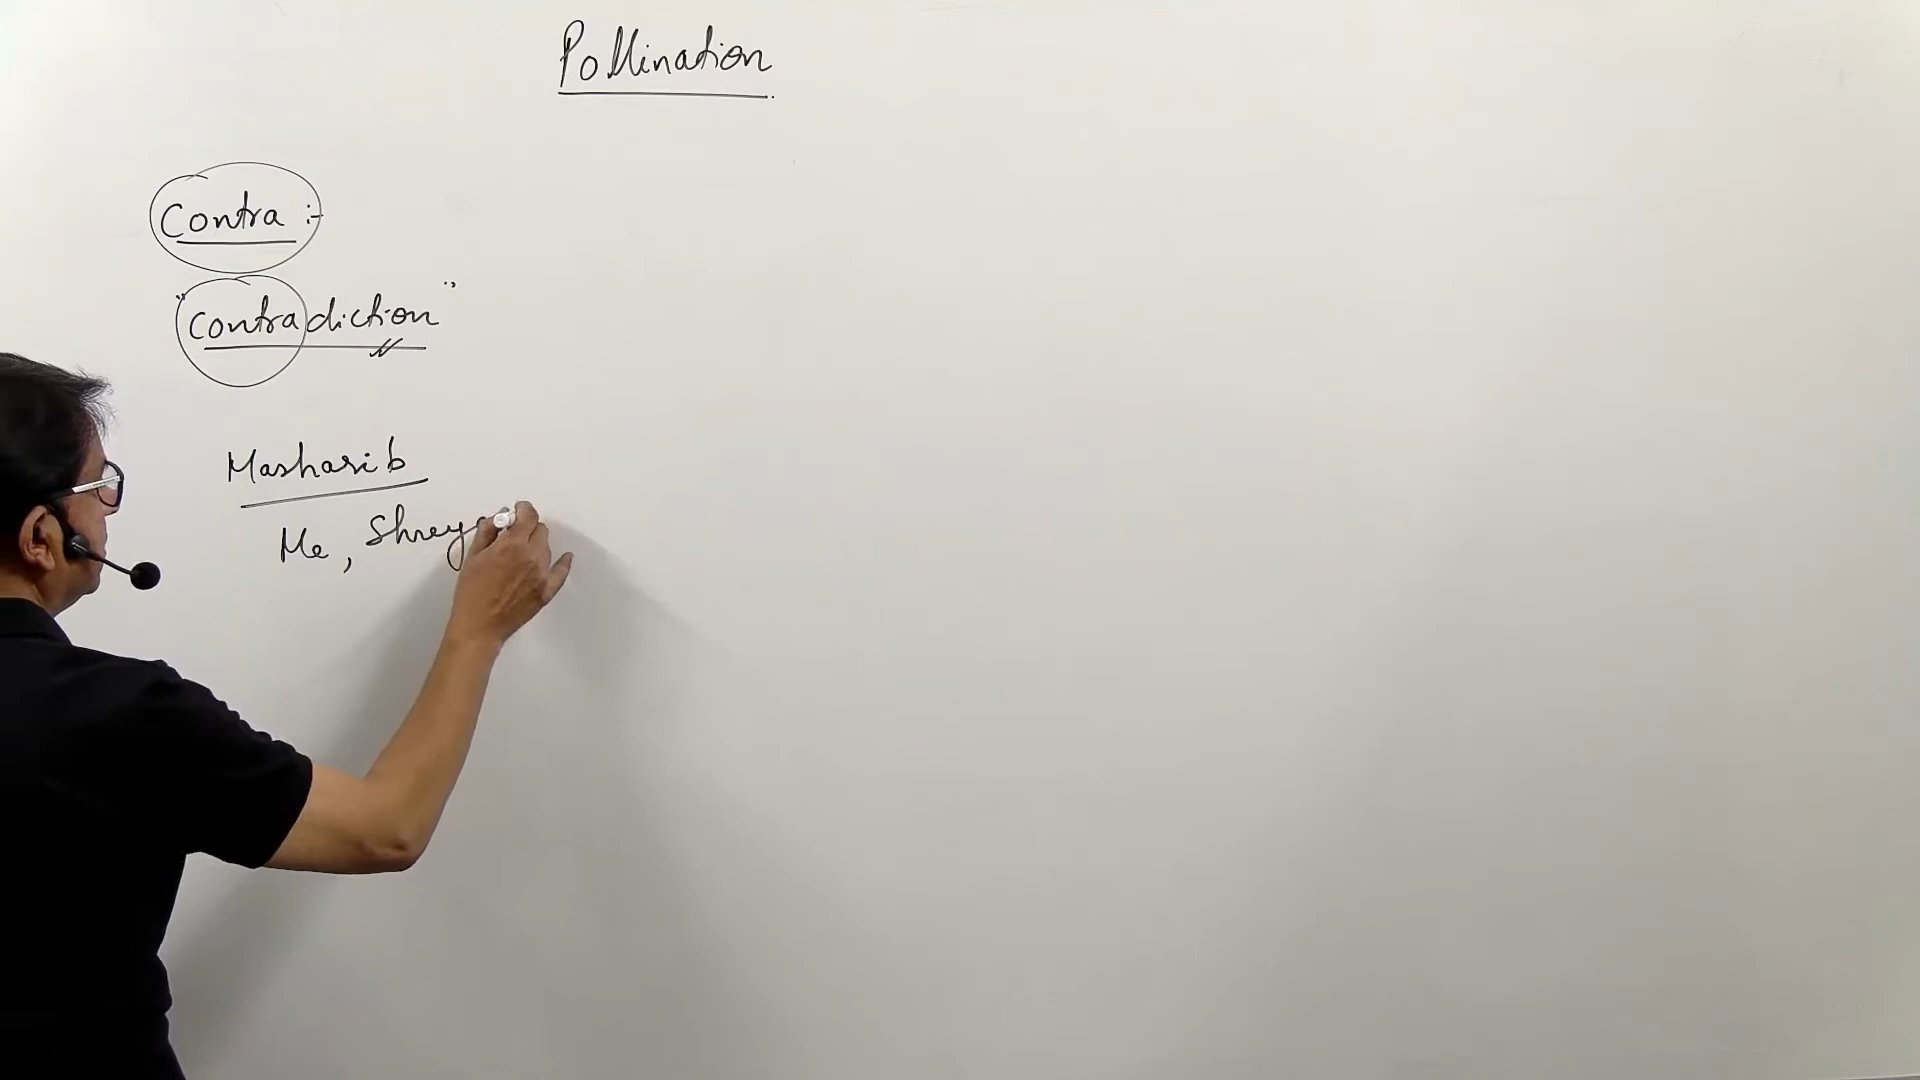 Pollination
Contra :-
"Contradiction"
Masharib
Me, Shrey